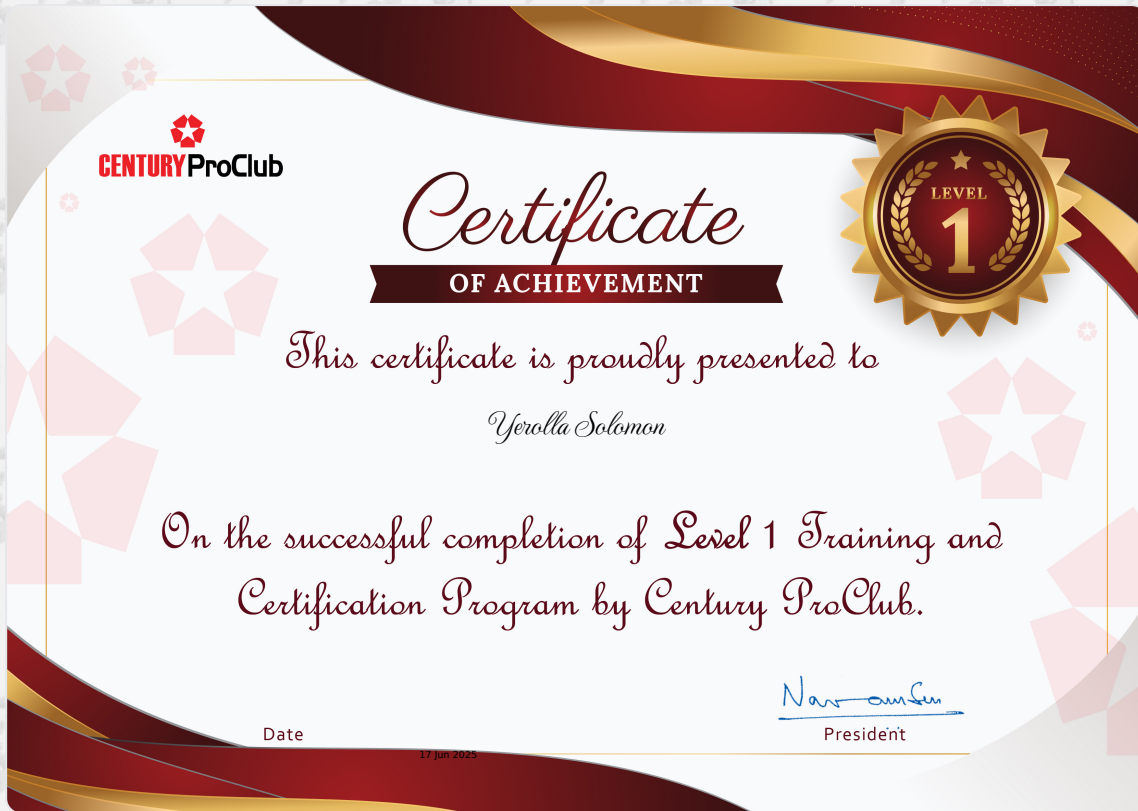 CENTURY ProClub
LEVEL
1
Certificate
OF ACHIEVEMENT
This certificate is proudly presented to
Yerolla Solomon
On the successful completion of Level 1 Training and
Certification Program by Century ProClub.
Date
President
17 Jun 2025